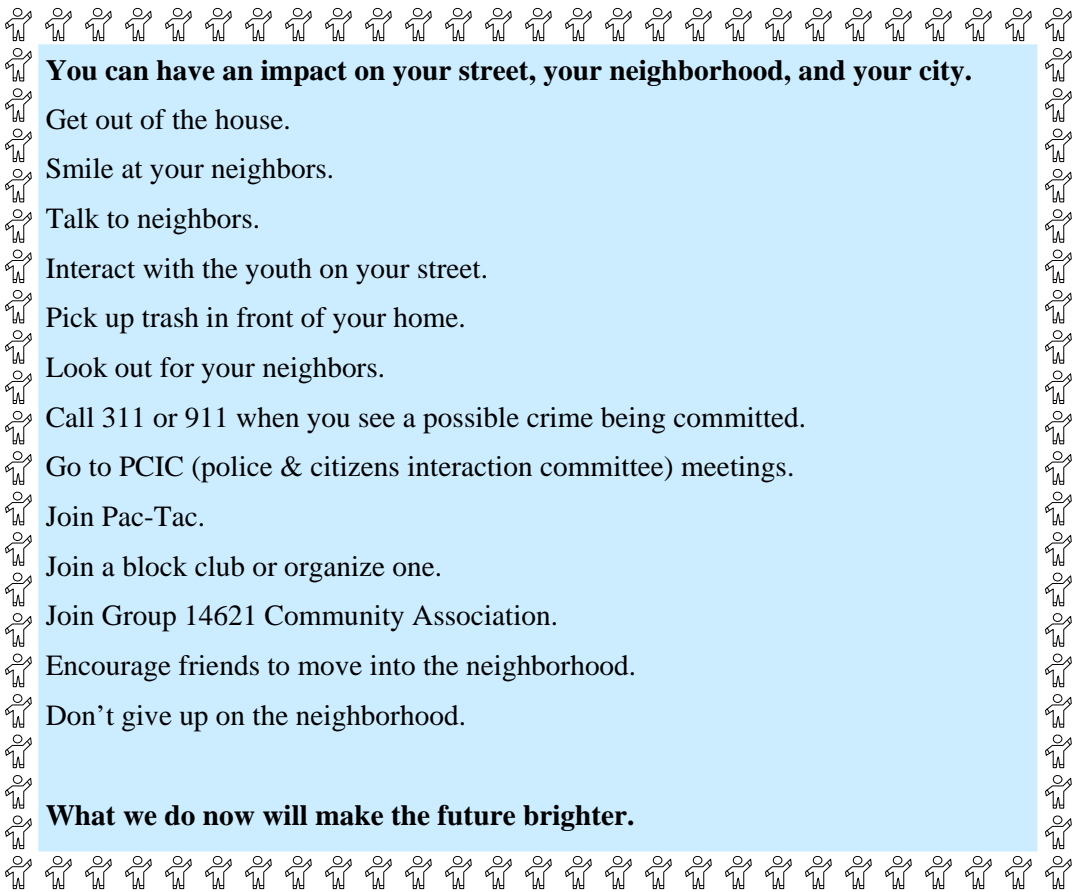 You can have an impact on your street, your neighborhood, and your city.
Get out of the house.
Smile at your neighbors.
Talk to neighbors.
Interact with the youth on your street.
Pick up trash in front of your home.
Look out for your neighbors.
Call 311 or 911 when you see a possible crime being committed.
Go to PCIC (police & citizens interaction committee) meetings.
Join Pac-Tac.
Join a block club or organize one.
Join Group 14621 Community Association.
Encourage friends to move into the neighborhood.
Don’t give up on the neighborhood.
What we do now will make the future brighter.